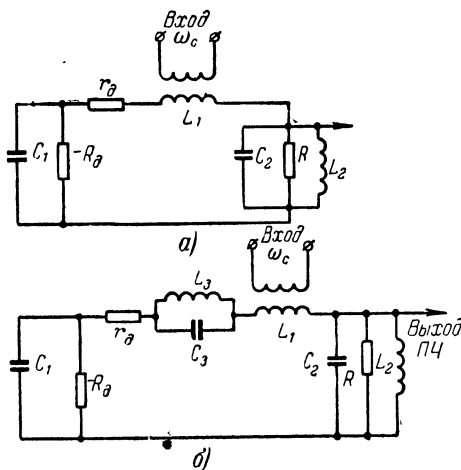 Вход
ω_c
r_д
L_1
C_1
-R_д
C_2
R
L_2
а)
Вход
ω_c
L_3
r_д
C_3
L_1
Выход
ПЧ
C_1
-R_д
C_2
R
L_2
б)